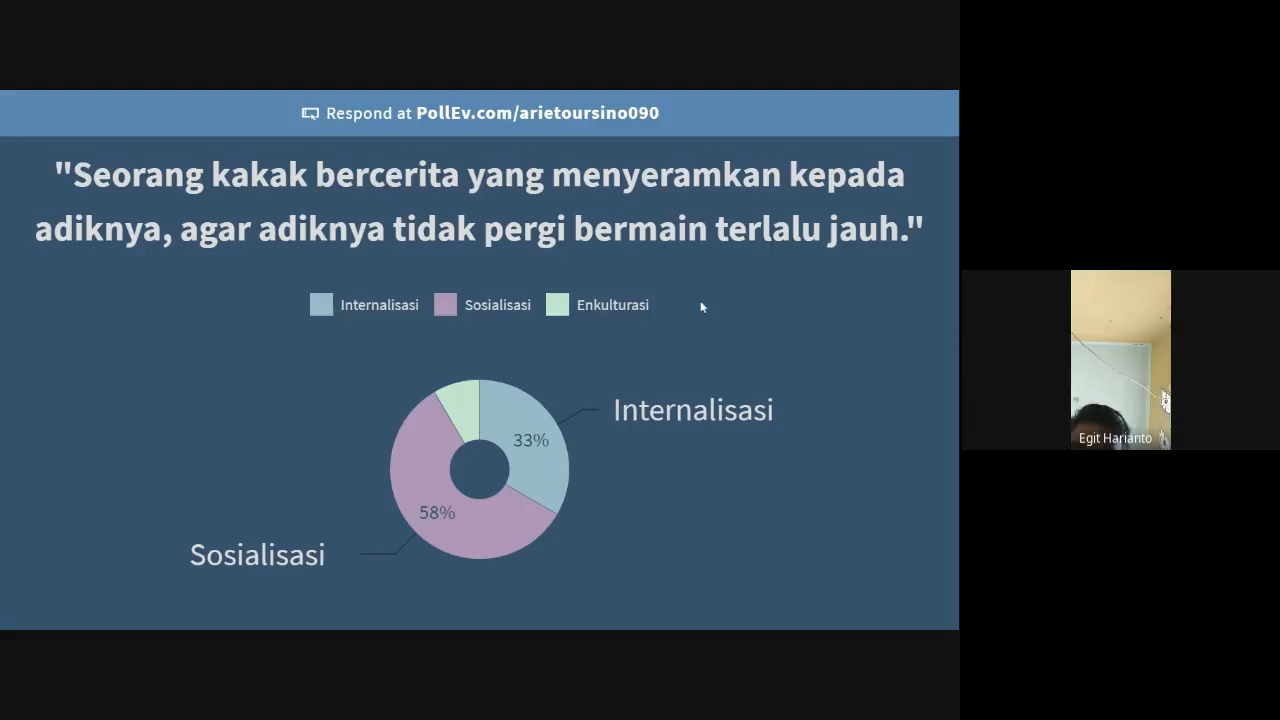 Respond at PollEv.com/arietoursino090
"Seorang kakak bercerita yang menyeramkan kepada
adiknya, agar adiknya tidak pergi bermain terlalu jauh."
Internalisasi Sosialisasi Enkulturasi
Internalisasi
33%
58%
Sosialisasi
Egit Harianto